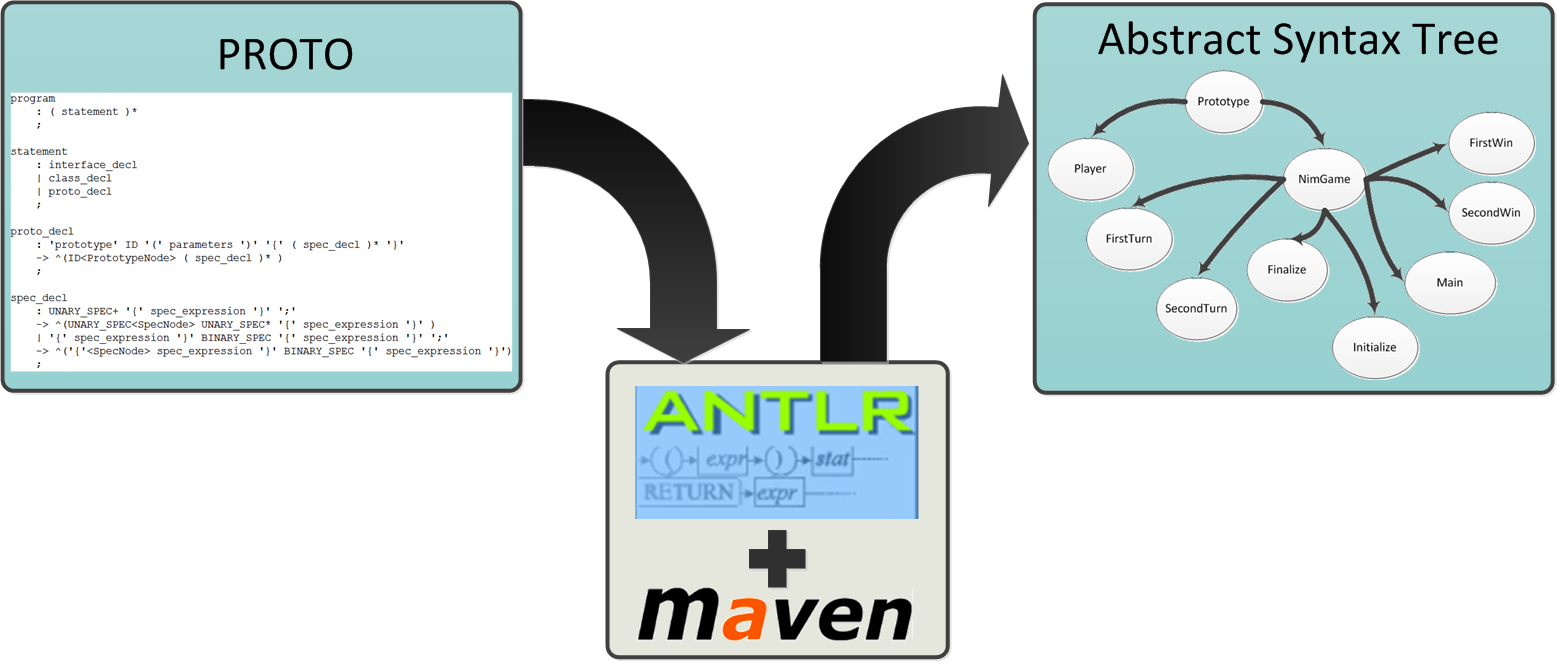 PROTO
program
    : ( statement )*
    ;
statement
    : interface_decl
    | class_decl
    | proto_decl
    ;
proto_decl
    : 'prototype' ID '(' parameters ')' '{' ( spec_decl )* '}'
    -> ^(ID<PrototypeNode> ( spec_decl )* )
    ;
spec_decl
    : UNARY_SPEC+ '{' spec_expression '}' ';'
    -> ^(UNARY_SPEC<SpecNode> UNARY_SPEC* '{' spec_expression '}' )
    | '{' spec_expression '}' BINARY_SPEC '{' spec_expression '}' ';'
    -> ^('{'<SpecNode> spec_expression '}' BINARY_SPEC '{' spec_expression '}')
    ;
ANTLR
( ( expr ( ) ) stat
RETURN expr
maven
Abstract Syntax Tree
Prototype
Player
NimGame
FirstWin
SecondWin
FirstTurn
Finalize
Main
SecondTurn
Initialize